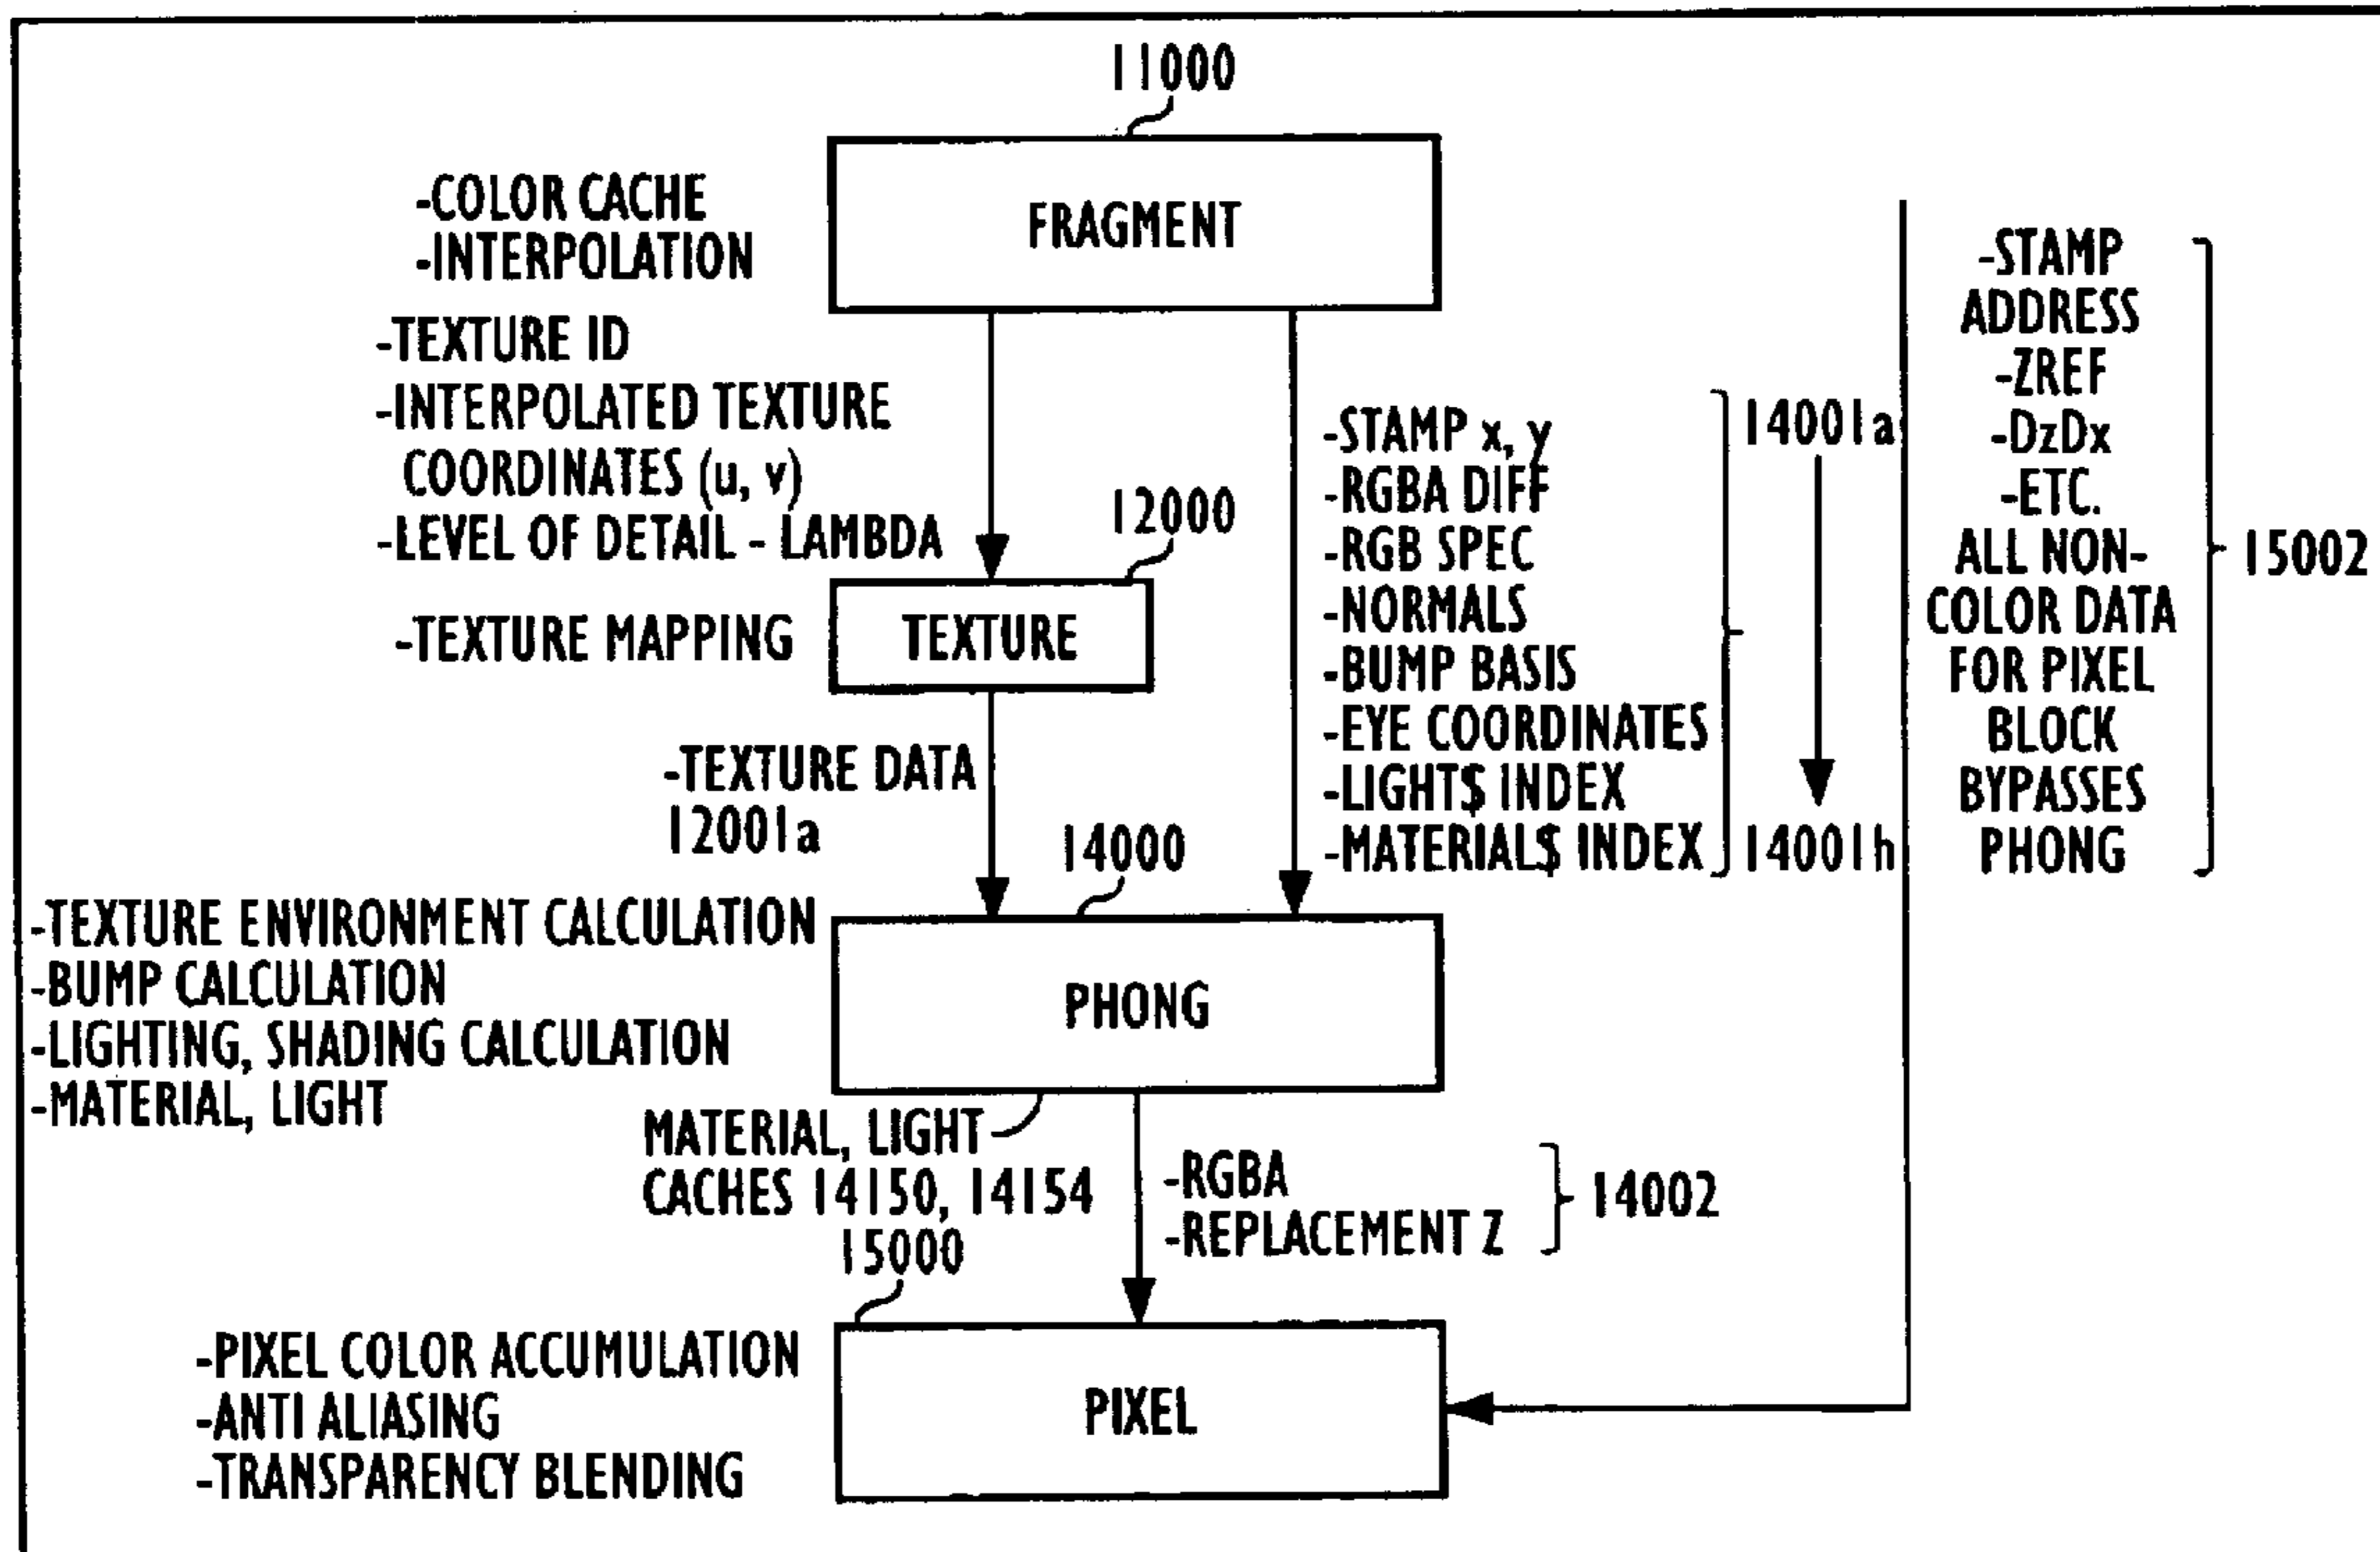 11000
FRAGMENT
-COLOR CACHE
-INTERPOLATION
-TEXTURE ID
-INTERPOLATED TEXTURE
COORDINATES (u, v)
-LEVEL OF DETAIL - LAMBDA
12000
-TEXTURE MAPPING
TEXTURE
-STAMP x, y
-RGBA DIFF
-RGB SPEC
-NORMALS
-BUMP BASIS
-EYE COORDINATES
-LIGHT$ INDEX
-MATERIAL$ INDEX
14001a
14001h
-STAMP
ADDRESS
-ZREF
-DzDx
-ETC.
ALL NON-
COLOR DATA
FOR PIXEL
BLOCK
BYPASSES
PHONG
15002
-TEXTURE DATA
12001a
14000
-TEXTURE ENVIRONMENT CALCULATION
-BUMP CALCULATION
-LIGHTING, SHADING CALCULATION
-MATERIAL, LIGHT
PHONG
MATERIAL, LIGHT
CACHES 14150, 14154
-RGBA
-REPLACEMENT Z
14002
15000
-PIXEL COLOR ACCUMULATION
-ANTI ALIASING
-TRANSPARENCY BLENDING
PIXEL